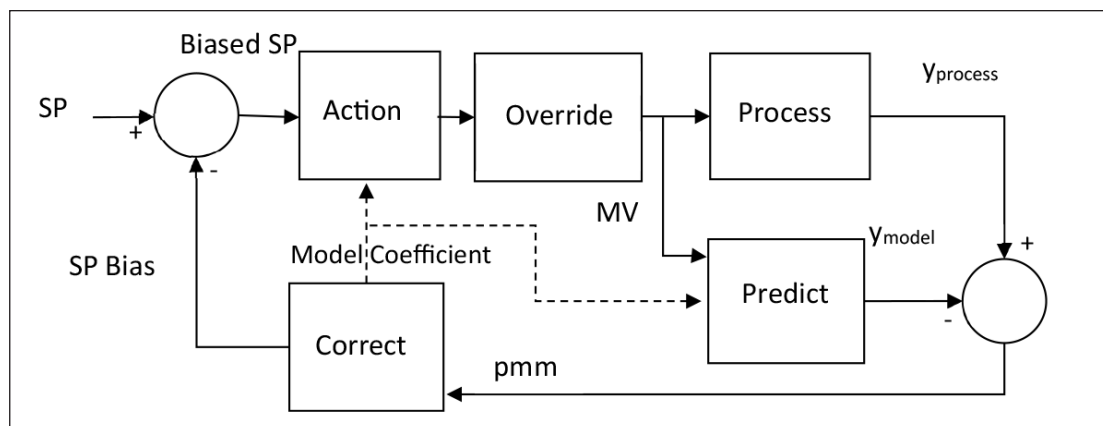 Biased SP
yprocess
SP
+
Action
Override
Process
-
MV
ymodel
+
Model Coefficient
SP Bias
Predict
-
Correct
pmm